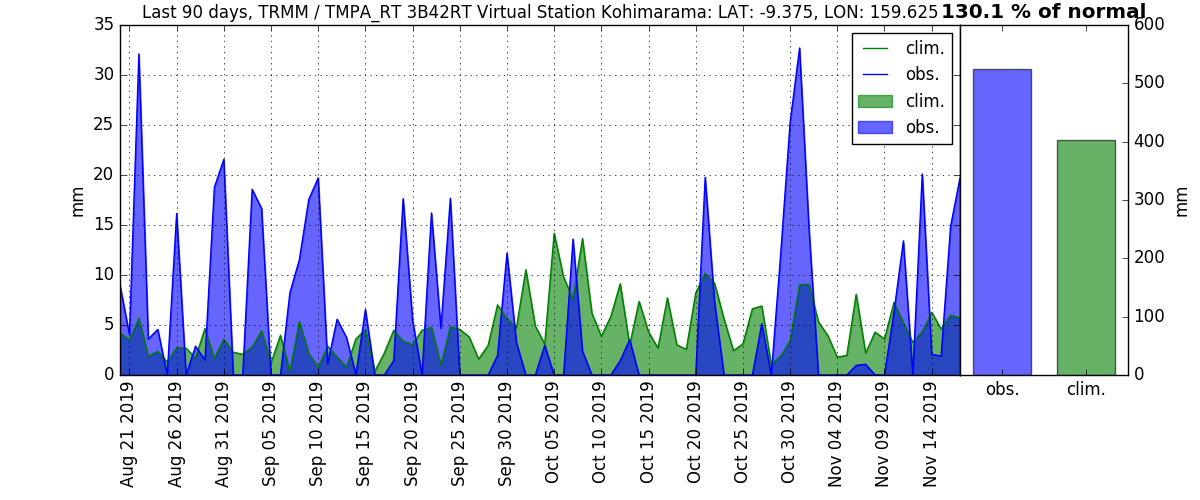 Last 90 days, TRMM / TMPA_RT 3B42RT Virtual Station Kohimarama: LAT: -9.375, LON: 159.625 130.1 % of normal
35
30
25
20
15
10
5
0
mm
clim.
obs.
clim.
obs.
Aug 21 2019
Aug 26 2019
Aug 31 2019
Sep 05 2019
Sep 10 2019
Sep 15 2019
Sep 20 2019
Sep 25 2019
Sep 30 2019
Oct 05 2019
Oct 10 2019
Oct 15 2019
Oct 20 2019
Oct 25 2019
Oct 30 2019
Nov 04 2019
Nov 09 2019
Nov 14 2019
600
500
400
300
200
100
0
mm
obs.
clim.